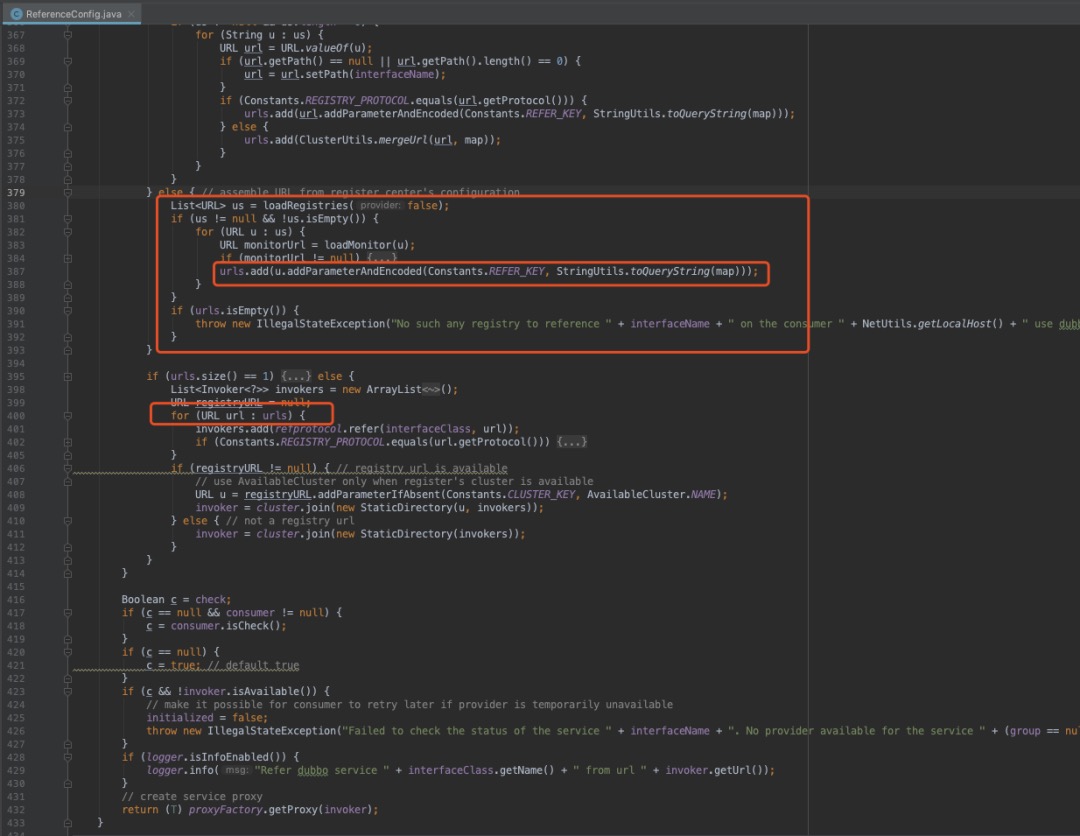 ReferenceConfig.java
367 for (String u : us) {
368 URL url = URL.valueOf(u);
369 if (url.getPath() == null || url.getPath().length() == 0) {
370 url = url.setPath(interfaceName);
371 }
372 if (Constants.REGISTRY_PROTOCOL.equals(url.getProtocol())) {
373 urls.add(url.addParameterAndEncoded(Constants.REFER_KEY, StringUtils.toQueryString(map)));
374 } else {
375 urls.add(ClusterUtils.mergeUrl(url, map));
376 }
377 }
378 }
379 } else { // assemble URL from register center's configuration
380 List<URL> us = loadRegistries( provider: false);
381 if (us != null && !us.isEmpty()) {
382 for (URL u : us) {
383 URL monitorUrl = loadMonitor(u);
384 if (monitorUrl != null) {...}
387 urls.add(u.addParameterAndEncoded(Constants.REFER_KEY, StringUtils.toQueryString(map)));
388 }
389 }
390 if (urls.isEmpty()) {
391 throw new IllegalStateException("No such any registry to reference " + interfaceName + " on the consumer " + NetUtils.getLocalHost() + " use dubb
392 }
393 }
394
395 if (urls.size() == 1) {...} else {
398 List<Invoker<?>> invokers = new ArrayList<~>();
399 URL registryURL = null;
400 for (URL url : urls) {
401 invokers.add(refprotocol.refer(interfaceClass, url));
402 if (Constants.REGISTRY_PROTOCOL.equals(url.getProtocol())) {...}
405 }
406 if (registryURL != null) { // registry url is available
407 // use AvailableCluster only when register's cluster is available
408 URL u = registryURL.addParameterIfAbsent(Constants.CLUSTER_KEY, AvailableCluster.NAME);
409 invoker = cluster.join(new StaticDirectory(u, invokers));
410 } else { // not a registry url
411 invoker = cluster.join(new StaticDirectory(invokers));
412 }
413 }
414 }
415
416 Boolean c = check;
417 if (c == null && consumer != null) {
418 c = consumer.isCheck();
419 }
420 if (c == null) {
421 c = true; // default true
422 }
423 if (c && !invoker.isAvailable()) {
424 // make it possible for consumer to retry later if provider is temporarily unavailable
425 initialized = false;
426 throw new IllegalStateException("Failed to check the status of the service " + interfaceName + ". No provider available for the service " + (group == nu
427 }
428 if (logger.isInfoEnabled()) {
429 logger.info( msg: "Refer dubbo service " + interfaceClass.getName() + " from url " + invoker.getUrl());
430 }
431 // create service proxy
432 return (T) proxyFactory.getProxy(invoker);
433 }